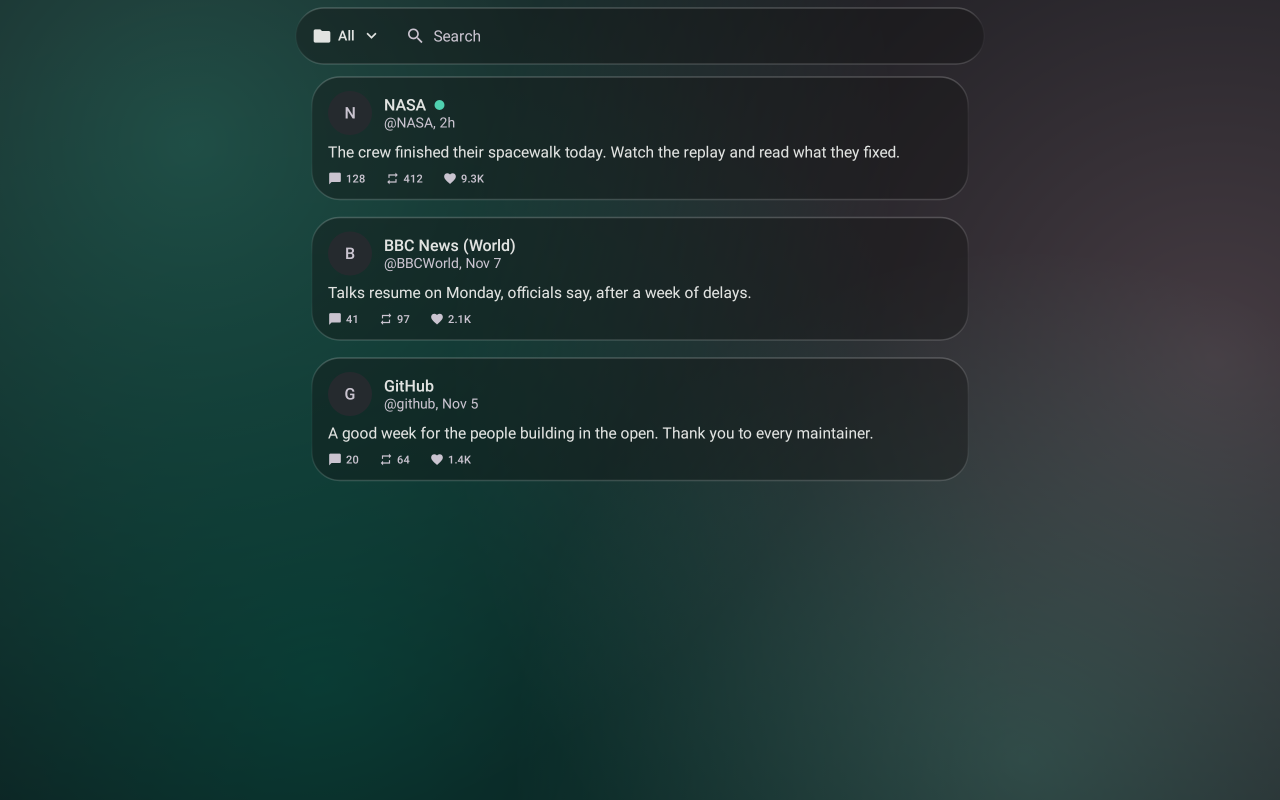 All
Search
N
NASA
@NASA, 2h
The crew finished their spacewalk today. Watch the replay and read what they fixed.
128 412 9.3K
B
BBC News (World)
@BBCWorld, Nov 7
Talks resume on Monday, officials say, after a week of delays.
41 97 2.1K
G
GitHub
@github, Nov 5
A good week for the people building in the open. Thank you to every maintainer.
20 64 1.4K